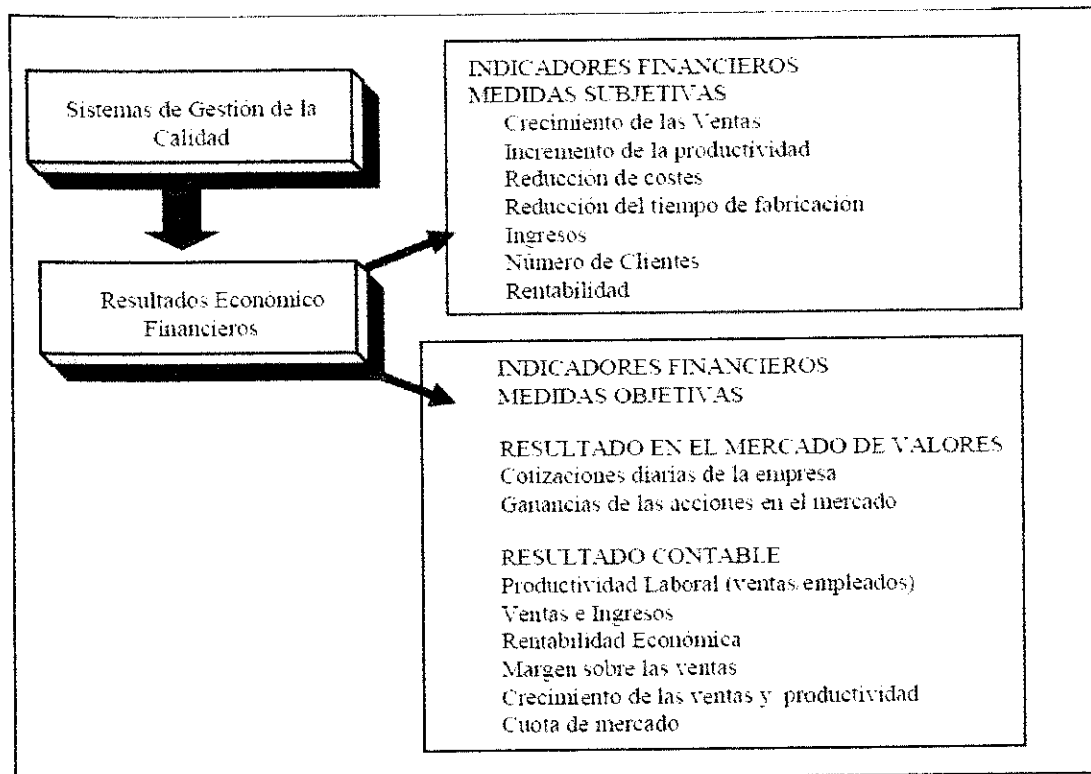 Sistemas de Gestión de la
Calidad
Resultados Económico
Financieros
INDICADORES FINANCIEROS
MEDIDAS SUBJETIVAS
Crecimiento de las Ventas
Incremento de la productividad
Reducción de costes
Reducción del tiempo de fabricación
Ingresos
Número de Clientes
Rentabilidad
INDICADORES FINANCIEROS
MEDIDAS OBJETIVAS
RESULTADO EN EL MERCADO DE VALORES
Cotizaciones diarias de la empresa
Ganancias de las acciones en el mercado
RESULTADO CONTABLE
Productividad Laboral (ventas/empleados)
Ventas e Ingresos
Rentabilidad Económica
Margen sobre las ventas
Crecimiento de las ventas y productividad
Cuota de mercado